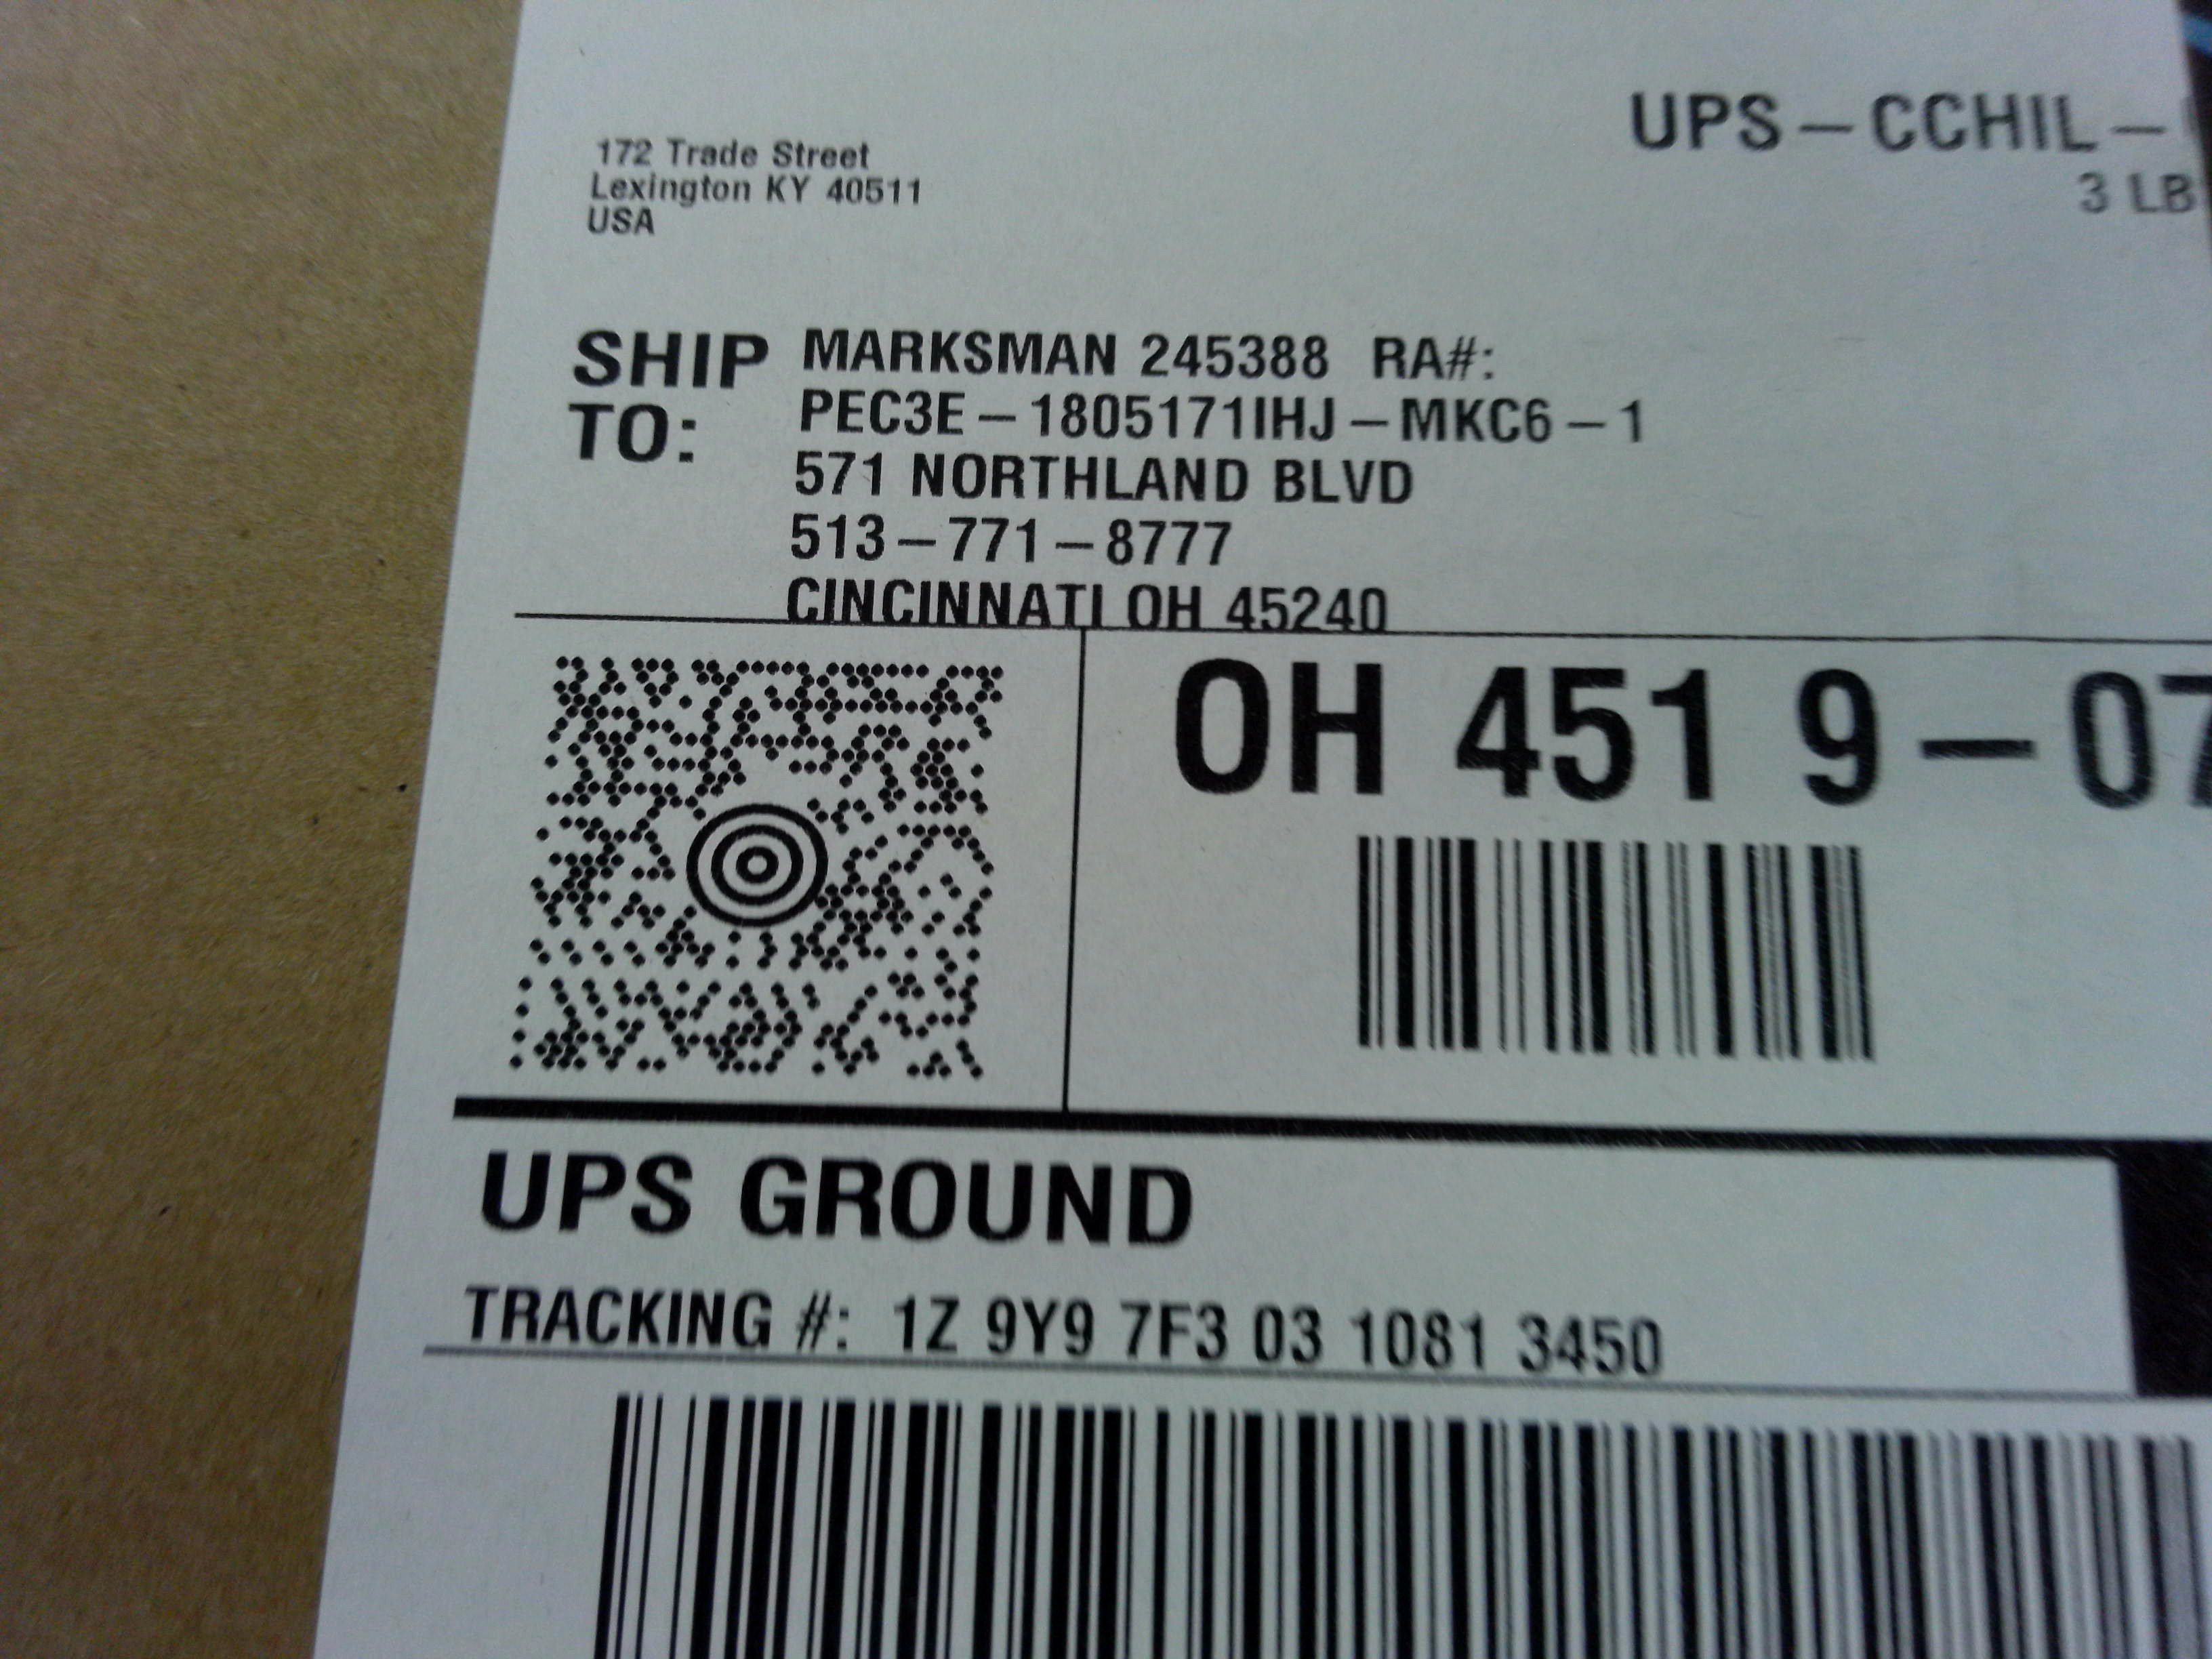 UPS–CCHIL–
3 LB
172 Trade Street
Lexington KY 40511
USA
SHIP TO:
MARKSMAN 245388 RA#:
PEC3E–1805171IHJ–MKC6–1
571 NORTHLAND BLVD
513–771–8777
CINCINNATI OH 45240
OH 451 9–07
UPS GROUND
TRACKING #: 1Z 9Y9 7F3 03 1081 3450